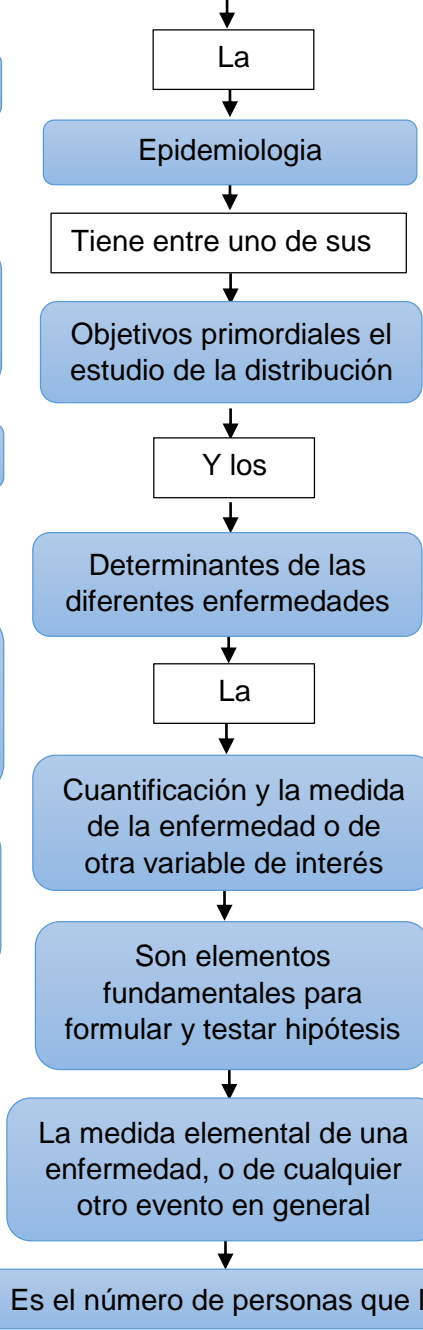 La
Epidemiologia
Tiene entre uno de sus
Objetivos primordiales el
estudio de la distribución
Y los
Determinantes de las
diferentes enfermedades
La
Cuantificación y la medida
de la enfermedad o de
otra variable de interés
Son elementos
fundamentales para
formular y testar hipótesis
La medida elemental de una
enfermedad, o de cualquier
otro evento en general
Es el número de personas que